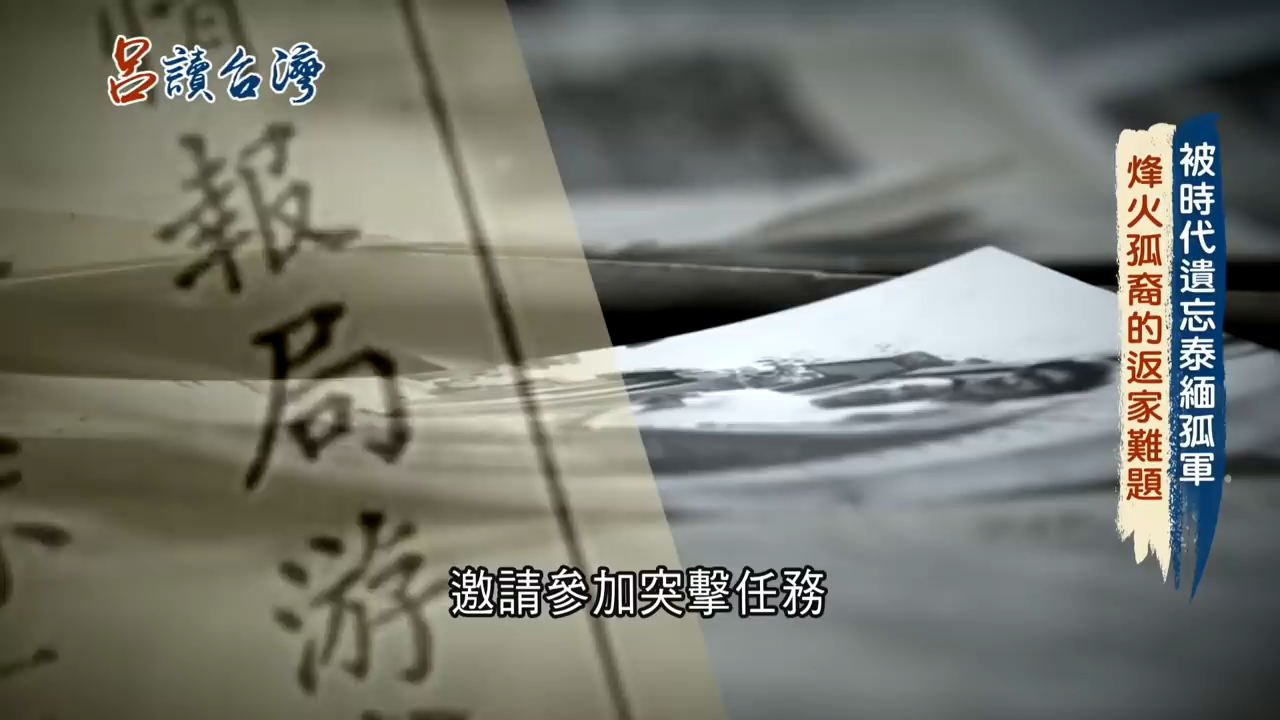 呂讀台灣
被時代遺忘泰緬孤軍
烽火孤裔的返家難題
情報局游
邀請參加突擊任務